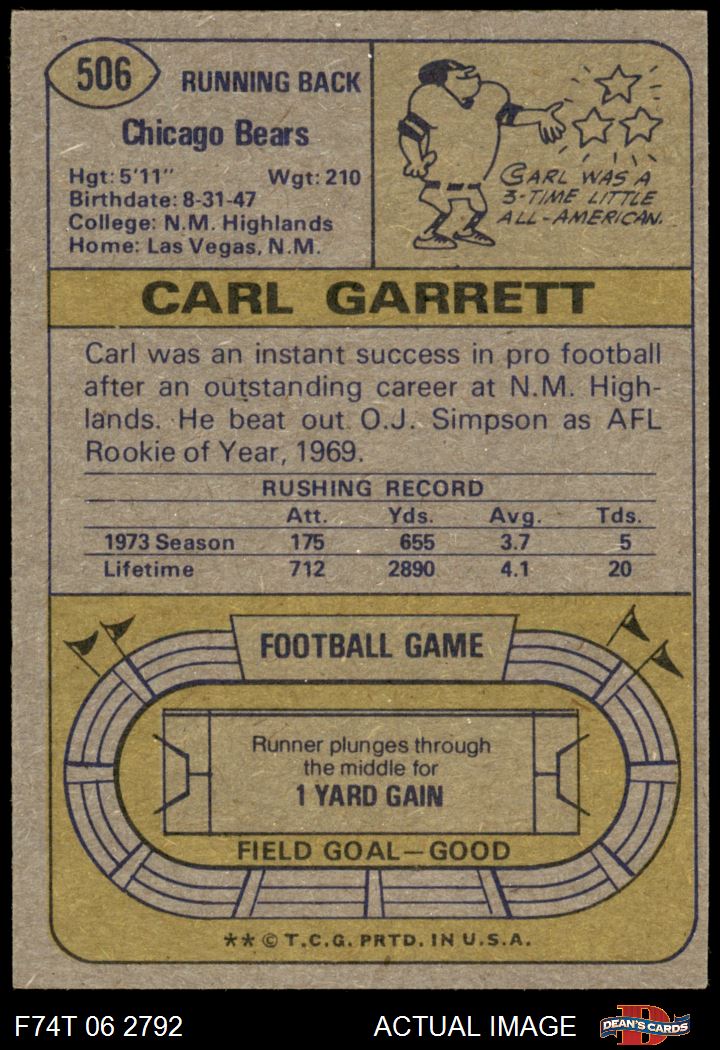 506
RUNNING BACK
Chicago Bears
Hgt: 5'11" Wgt: 210
Birthdate: 8-31-47
College: N.M. Highlands
Home: Las Vegas, N.M.
CARL WAS A
3-TIME LITTLE
ALL-AMERICAN.
CARL GARRETT
Carl was an instant success in pro football
after an outstanding career at N.M. High-
lands. He beat out O.J. Simpson as AFL
Rookie of Year, 1969.
RUSHING RECORD
Att. Yds. Avg. Tds.
1973 Season 175 655 3.7 5
Lifetime 712 2890 4.1 20
FOOTBALL GAME
Runner plunges through
the middle for
1 YARD GAIN
FIELD GOAL—GOOD
** © T.C.G. PRTD. IN U.S.A.
F74T 06 2792 ACTUAL IMAGE
D
DEAN'S CARDS